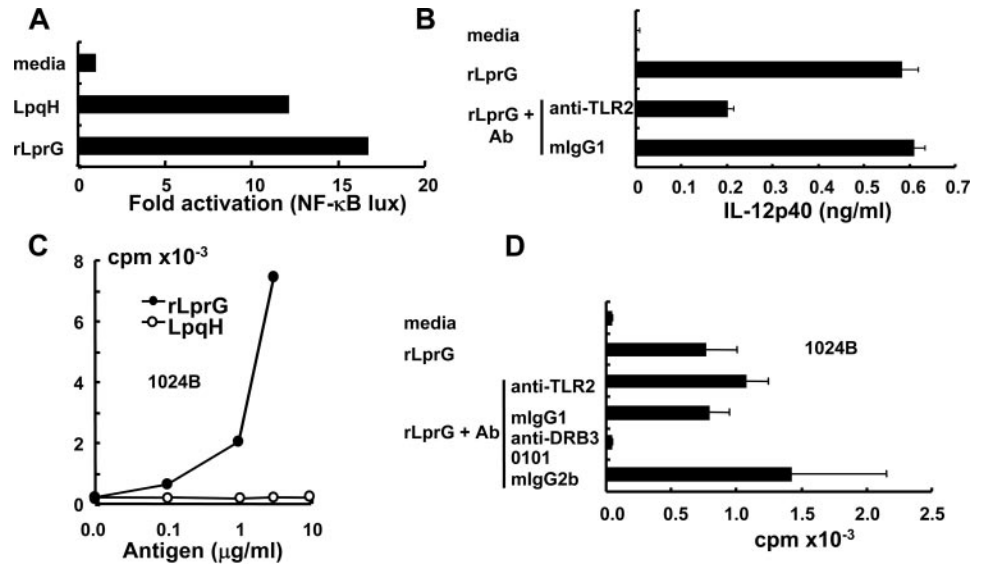 A
media
LpqH
rLprG
0
5
10
15
20
Fold activation (NF-κB lux)
B
media
rLprG
rLprG +
Ab
anti-TLR2
mIgG1
0 0.1 0.2 0.3 0.4 0.5 0.6 0.7
IL-12p40 (ng/ml)
C
cpm x10-3
8
6
4
2
0
rLprG
LpqH
1024B
0.0 0.1 1 10
Antigen (μg/ml)
D
media
rLprG
1024B
rLprG + Ab
anti-TLR2
mIgG1
anti-DRB3
0101
mIgG2b
0.0 0.5 1.0 1.5 2.0 2.5
cpm x10-3